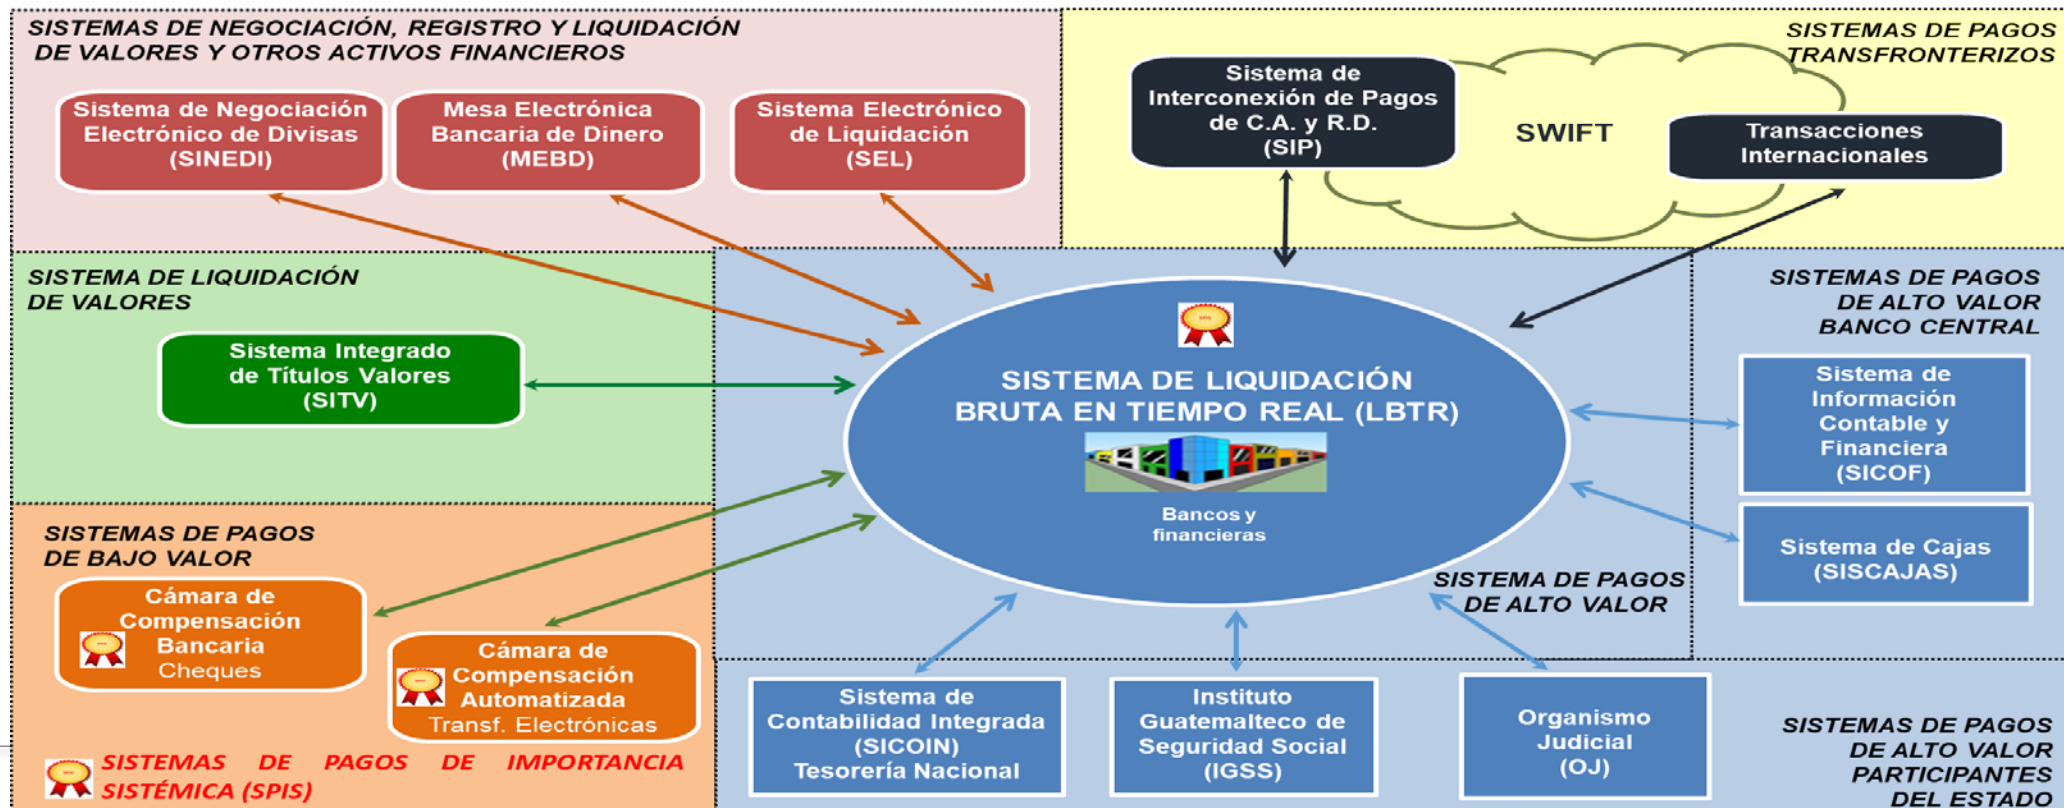 SISTEMAS DE NEGOCIACIÓN, REGISTRO Y LIQUIDACIÓN
DE VALORES Y OTROS ACTIVOS FINANCIEROS
Sistema de Negociación
Electrónico de Divisas
(SINEDI)
Mesa Electrónica
Bancaria de Dinero
(MEBD)
Sistema Electrónico
de Liquidación
(SEL)
SISTEMAS DE PAGOS
TRANSFRONTERIZOS
Sistema de
Interconexión de Pagos
de C.A. y R.D.
(SIP)
SWIFT
Transacciones
Internacionales
SISTEMA DE LIQUIDACIÓN
DE VALORES
Sistema Integrado
de Títulos Valores
(SITV)
SISTEMA DE LIQUIDACIÓN
BRUTA EN TIEMPO REAL (LBTR)
Bancos y
financieras
SISTEMA DE PAGOS
DE ALTO VALOR
SISTEMAS DE PAGOS
DE ALTO VALOR
BANCO CENTRAL
Sistema de
Información
Contable y
Financiera
(SICOF)
Sistema de Cajas
(SISCAJAS)
SISTEMAS DE PAGOS
DE BAJO VALOR
Cámara de
Compensación
Bancaria
Cheques
Cámara de
Compensación
Automatizada
Transf. Electrónicas
SISTEMAS DE PAGOS DE IMPORTANCIA
SISTÉMICA (SPIS)
Sistema de
Contabilidad Integrada
(SICOIN)
Tesorería Nacional
Instituto
Guatemalteco de
Seguridad Social
(IGSS)
Organismo
Judicial
(OJ)
SISTEMAS DE PAGOS
DE ALTO VALOR
PARTICIPANTES
DEL ESTADO